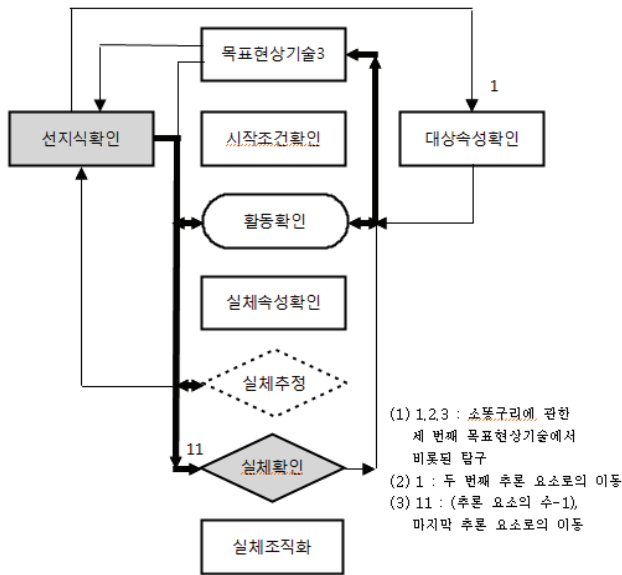 목표현상기술3
1
선지식확인
시작조건확인
대상속성확인
활동확인
실체속성확인
실체추정
11
실체확인
실체조직화
(1) 1,2,3 : 소똥구리에 관한
세 번째 목표현상기술에서
비롯된 탐구
(2) 1 : 두 번째 추론 요소로의 이동
(3) 11 : (추론 요소의 수-1),
마지막 추론 요소로의 이동